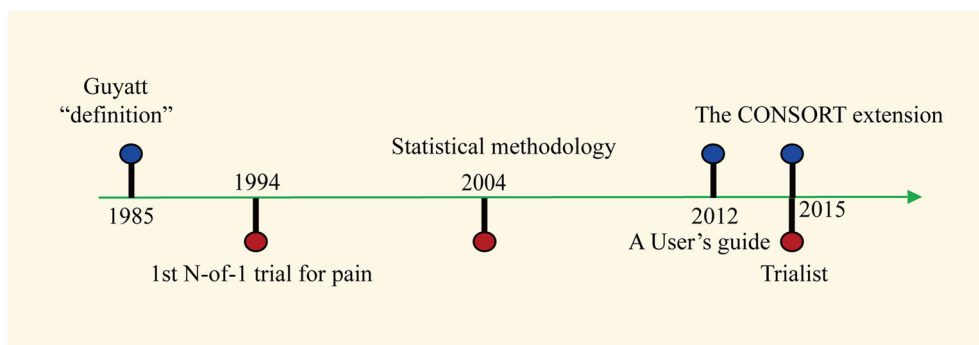 Guyatt
“definition”
The CONSORT extension
Statistical methodology
1994
2004
1985
2012
2015
A User’s guide
1st N-of-1 trial for pain
Trialist